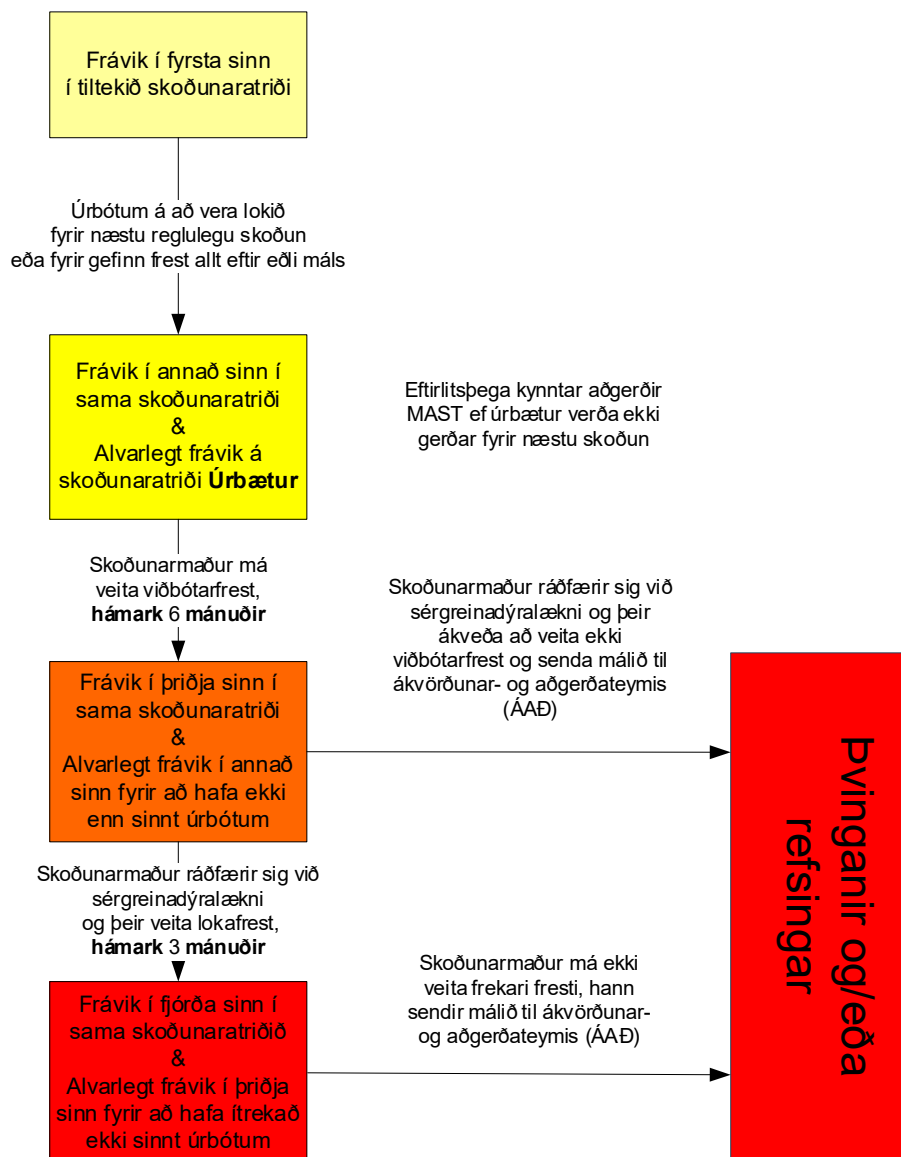 Frávik í fyrsta sinn
í tiltekið skoðunaratriði
Úrbótum á að vera lokið
fyrir næstu reglulegu skoðun
eða fyrir gefinn frest allt eftir eðli máls
Frávik í annað sinn í
sama skoðunaratriði
&
Alvarlegt frávik á
skoðunaratriði Úrbætur
Eftirlitsþega kynntar aðgerðir
MAST ef úrbætur verða ekki
gerðar fyrir næstu skoðun
Skoðunarmaður má
veita viðbótarfrest,
hámark 6 mánuðir
Skoðunarmaður ráðfærir sig við
sérgreinadýralækni og þeir
ákveða að veita ekki
viðbótarfrest og senda málið til
ákvörðunar- og aðgerðateymis
(ÁAÐ)
Frávik í þriðja sinn í
sama skoðunaratriði
&
Alvarlegt frávik í annað
sinn fyrir að hafa ekki
enn sinnt úrbótum
Skoðunarmaður ráðfærir sig við
sérgreinadýralækni
og þeir veita lokafrest,
hámark 3 mánuðir
Skoðunarmaður má ekki
veita frekari fresti, hann
sendir málið til ákvörðunar-
og aðgerðateymis (ÁAÐ)
Frávik í fjórða sinn í
sama skoðunaratriðið
&
Alvarlegt frávik í þriðja
sinn fyrir að hafa ítrekað
ekki sinnt úrbótum
Þvinganir og/eða
refsingar